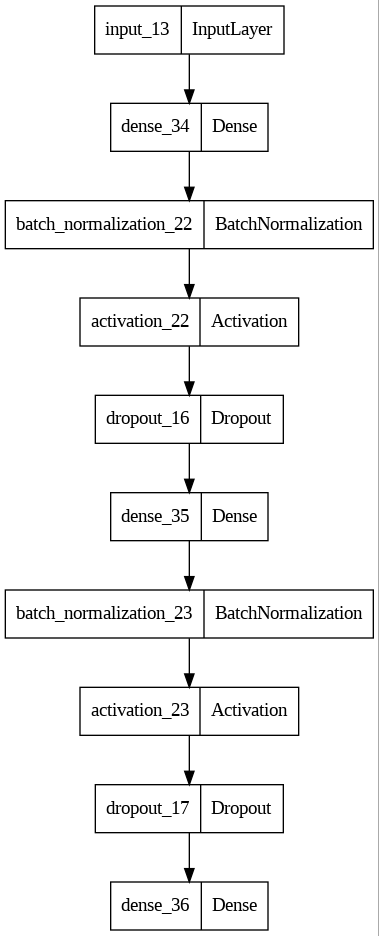 input_13 InputLayer
dense_34 Dense
batch_normalization_22 BatchNormalization
activation_22 Activation
dropout_16 Dropout
dense_35 Dense
batch_normalization_23 BatchNormalization
activation_23 Activation
dropout_17 Dropout
dense_36 Dense